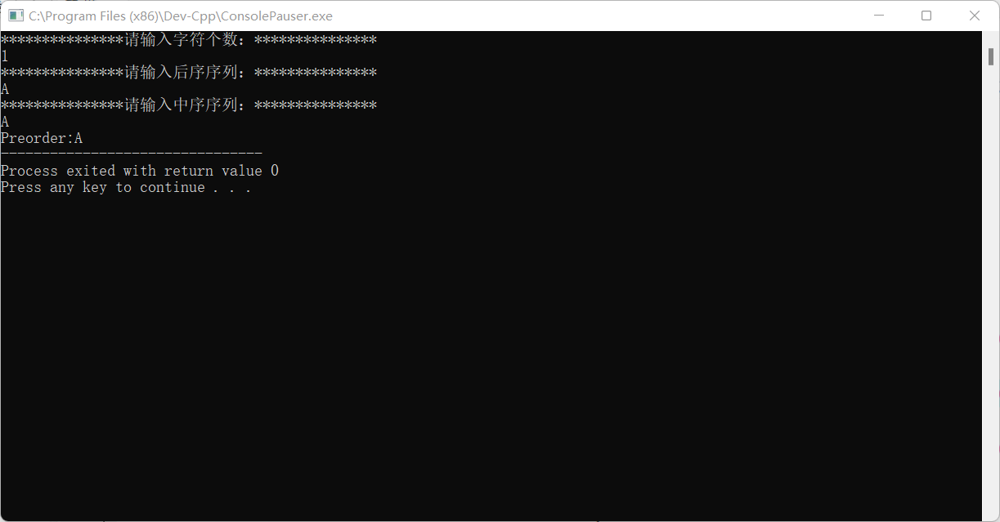 C:\Program Files (x86)\Dev-Cpp\ConsolePauser.exe
***************请输入字符个数：***************
1
***************请输入后序序列：***************
A
***************请输入中序序列：***************
A
Preorder:A
--------------------------------
Process exited with return value 0
Press any key to continue . . .